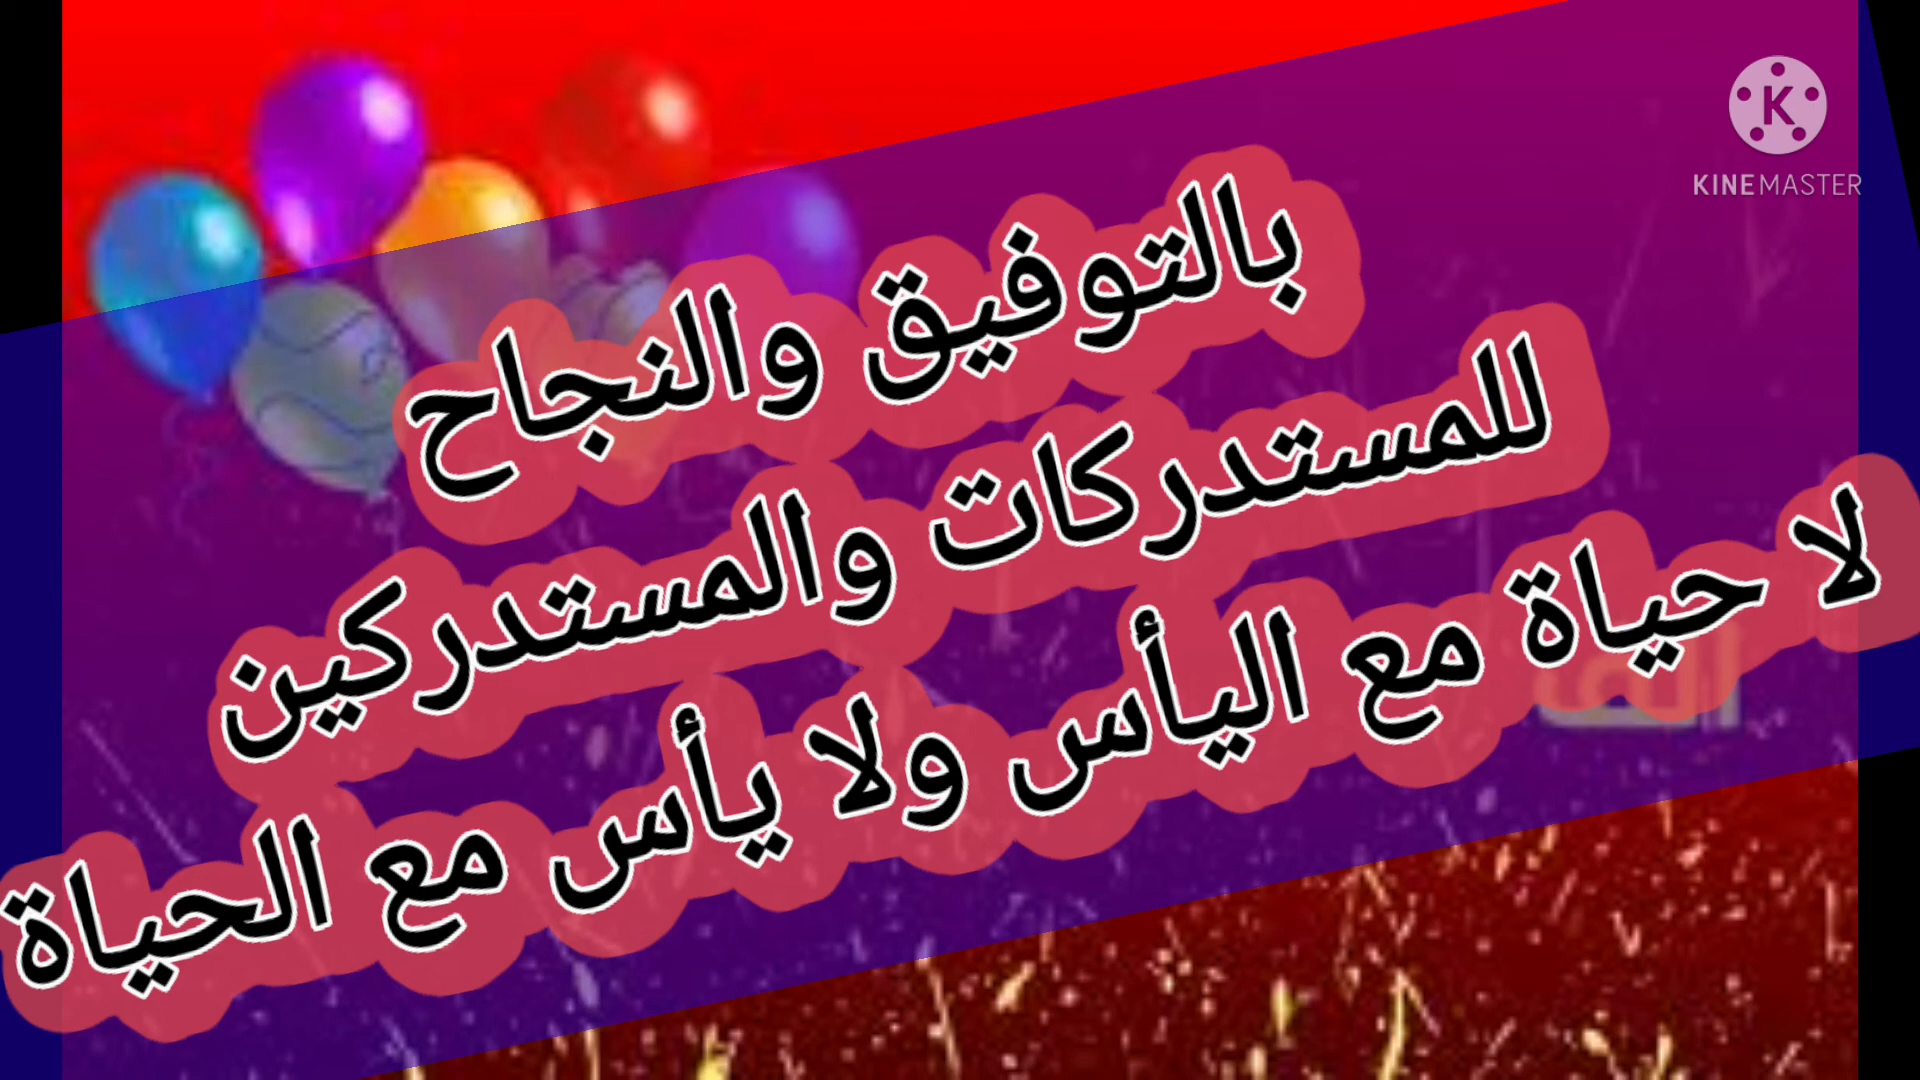 KINEMASTER
بالتوفيق والنجاح
للمستدركات والمستدركين
لا حياة مع اليأس ولا يأس مع الحياة